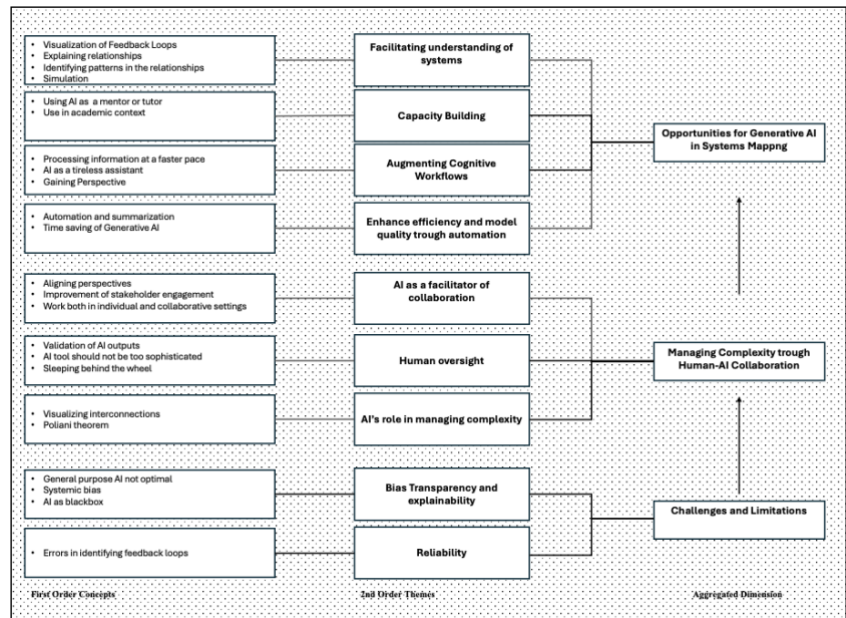 • Visualization of Feedback Loops
• Explaining relationships
• Identifying patterns in the relationships
• Simulation
Facilitating understanding of
systems
• Using AI as a mentor or tutor
• Use in academic context
Capacity Building
Opportunities for Generative AI
in Systems Mappng
• Processing information at a faster pace
• AI as a tireless assistant
• Gaining Perspective
Augmenting Cognitive
Workflows
• Automation and summarization
• Time saving of Generative AI
Enhance efficiency and model
quality trough automation
• Aligning perspectives
• Improvement of stakeholder engagement
• Work both in individual and collaborative settings
AI as a facilitator of
collaboration
• Validation of AI outputs
• AI tool should not be too sophisticated
• Sleeping behind the wheel
Human oversight
Managing Complexity trough
Human-AI Collaboration
• Visualizing interconnections
• Poliani theorem
AI's role in managing complexity
• General purpose AI not optimal
• Systemic bias
• AI as blackbox
Bias Transparency and
explainability
Challenges and Limitations
• Errors in identifying feedback loops
Reliability
First Order Concepts
2nd Order Themes
Aggregated Dimension